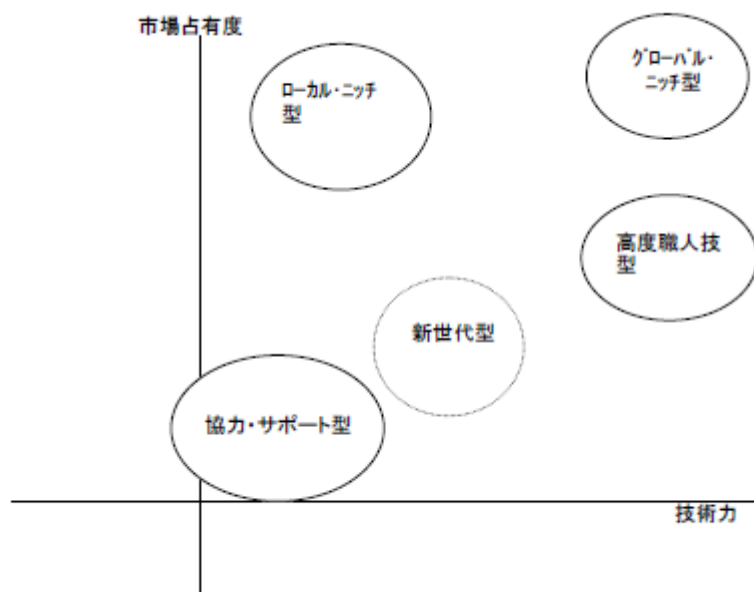 市場占有度
ローカル・ニッチ
型
グローバル・
ニッチ型
高度職人技
型
新世代型
協力・サポート型
技術力